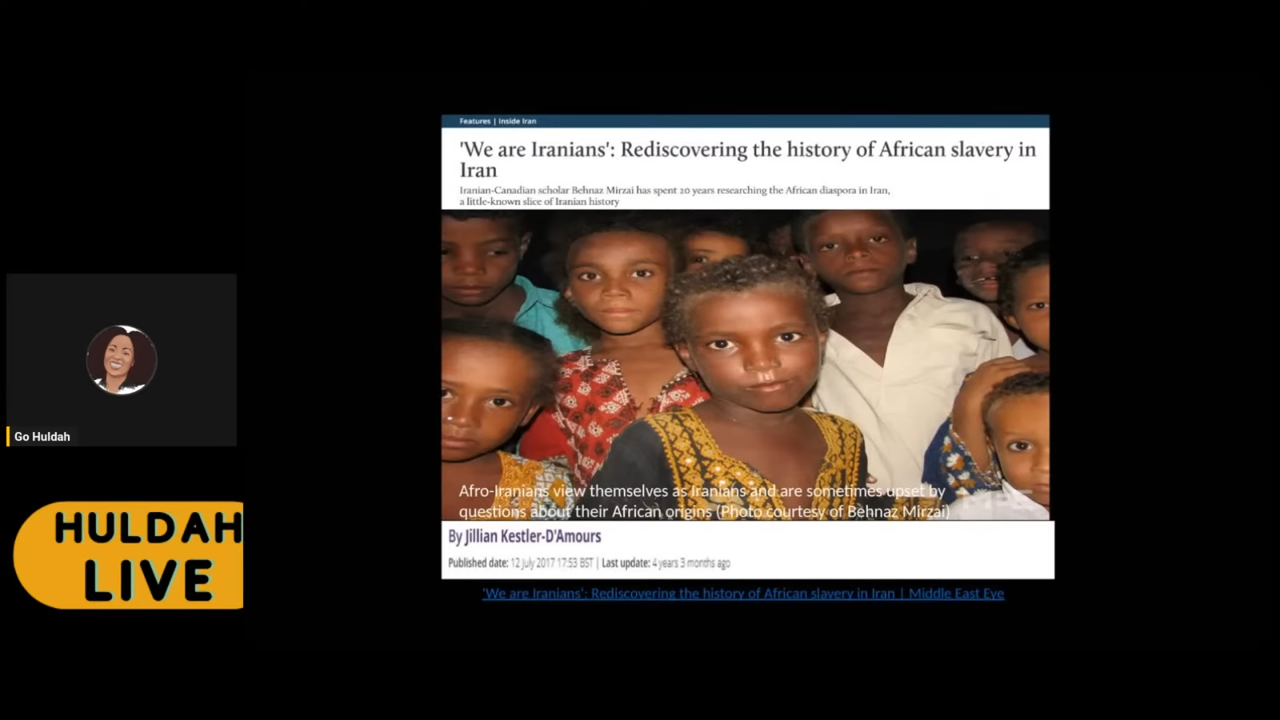 Features | Inside Iran
'We are Iranians': Rediscovering the history of African slavery in
Iran
Iranian-Canadian scholar Behnaz Mirzai has spent 20 years researching the African diaspora in Iran,
a little-known slice of Iranian history
Afro-Iranians view themselves as Iranians and are sometimes upset by
questions about their African origins (Photo courtesy of Behnaz Mirzai)
By Jillian Kestler-D'Amours
Published date: 12 July 2017 17:53 BST | Last update: 4 years 3 months ago
'We are Iranians': Rediscovering the history of African slavery in Iran | Middle East Eye
Go Huldah
HULDAH
LIVE